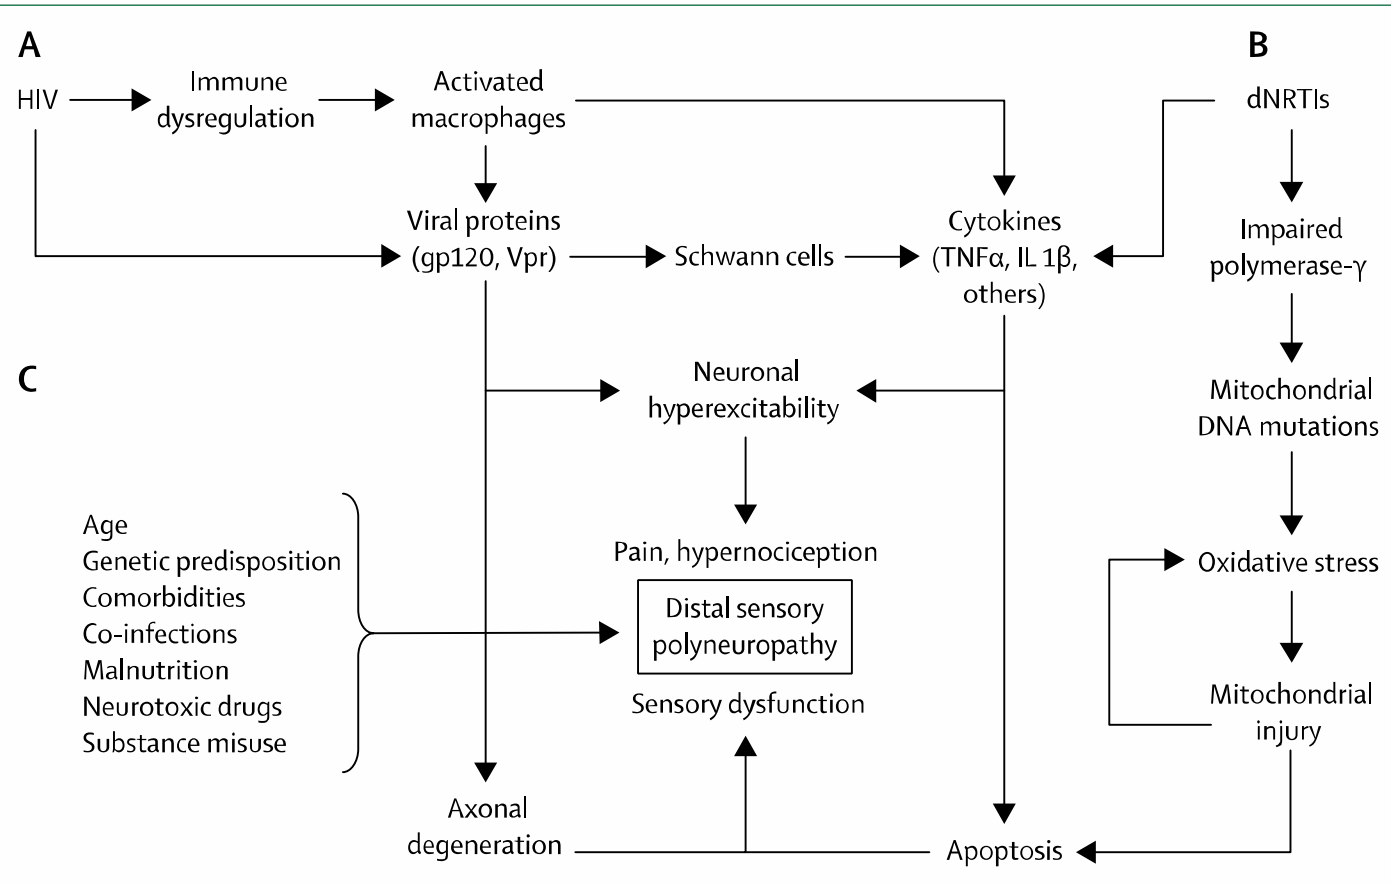 A
B
HIV
Immune
dysregulation
Activated
macrophages
dNRTIs
Viral proteins
(gp120, Vpr)
Schwann cells
Cytokines
(TNFα, IL 1β,
others)
Impaired
polymerase-γ
C
Neuronal
hyperexcitability
Mitochondrial
DNA mutations
Age
Genetic predisposition
Comorbidities
Co-infections
Malnutrition
Neurotoxic drugs
Substance misuse
Pain, hypernociception
Distal sensory
polyneuropathy
Sensory dysfunction
Oxidative stress
Mitochondrial
injury
Axonal
degeneration
Apoptosis